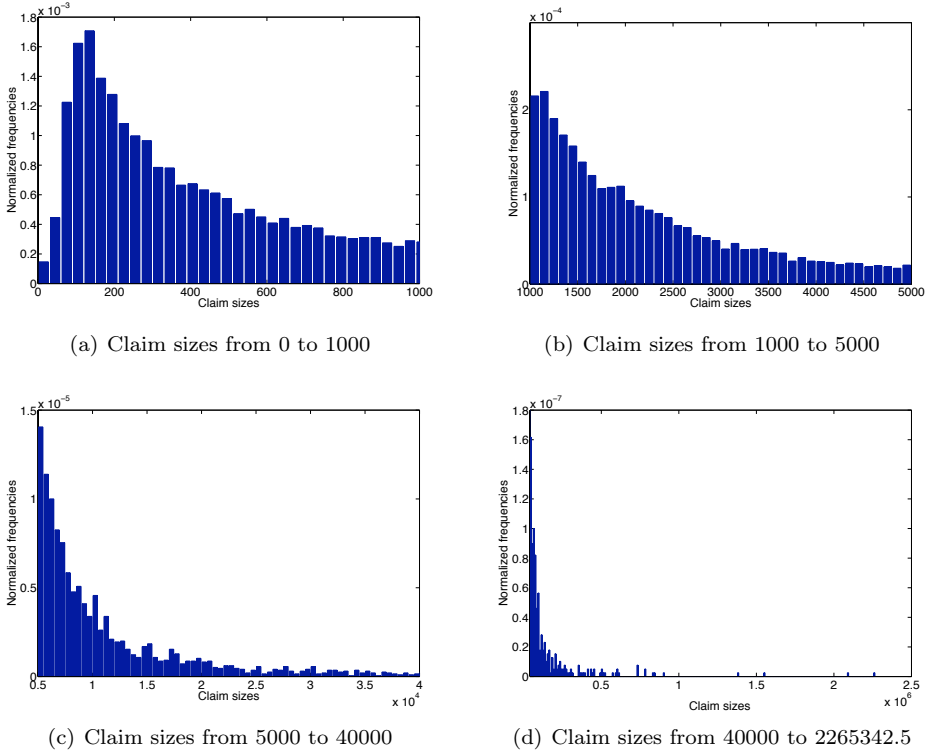 x 10⁻³
1.8
1.6
1.4
1.2
1
0.8
0.6
0.4
0.2
0
Normalized frequencies
0 200 400 600 800 1000
Claim sizes
(a) Claim sizes from 0 to 1000
x 10⁻⁴
2
1
0
Normalized frequencies
1000 1500 2000 2500 3000 3500 4000 4500 5000
Claim sizes
(b) Claim sizes from 1000 to 5000
x 10⁻⁵
1.5
1
0.5
0
Normalized frequencies
0.5 1 1.5 2 2.5 3 3.5 4
Claim sizes
x 10⁴
(c) Claim sizes from 5000 to 40000
x 10⁻⁷
1.8
1.6
1.4
1.2
1
0.8
0.6
0.4
0.2
0
Normalized frequencies
0.5 1 1.5 2 2.5
Claim sizes
x 10⁶
(d) Claim sizes from 40000 to 2265342.5